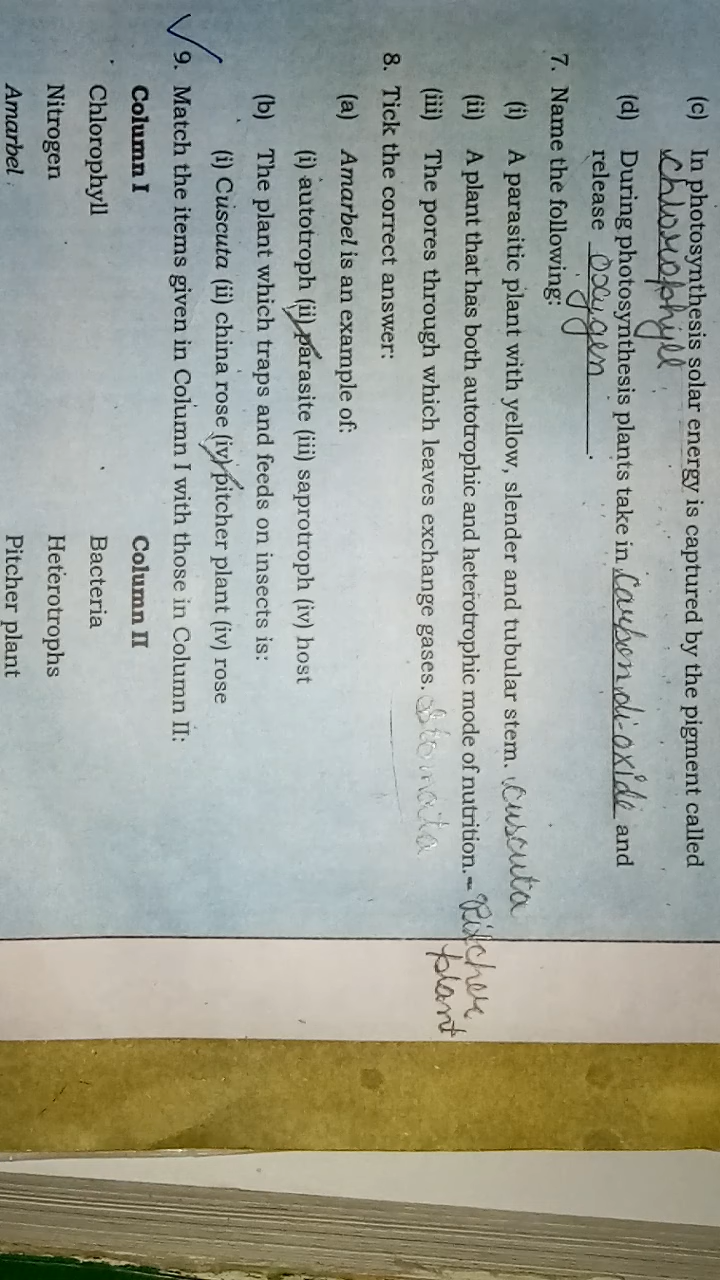 (c) In photosynthesis solar energy is captured by the pigment called
chlorophyll
(d) During photosynthesis plants take in Carbon di-oxide and
release oxygen.
7. Name the following:
(i) A parasitic plant with yellow, slender and tubular stem. Cuscuta
(ii) A plant that has both autotrophic and heterotrophic mode of nutrition.- Pitcher
plant
(iii) The pores through which leaves exchange gases. Stomata
8. Tick the correct answer:
(a) Amarbel is an example of:
(i) autotroph (ii) parasite (iii) saprotroph (iv) host
(b) The plant which traps and feeds on insects is:
(i) Cuscuta (ii) china rose (iv) pitcher plant (iv) rose
9. Match the items given in Column I with those in Column II:
Column I Column II
Chlorophyll Bacteria
Nitrogen Heterotrophs
Amarbel Pitcher plant